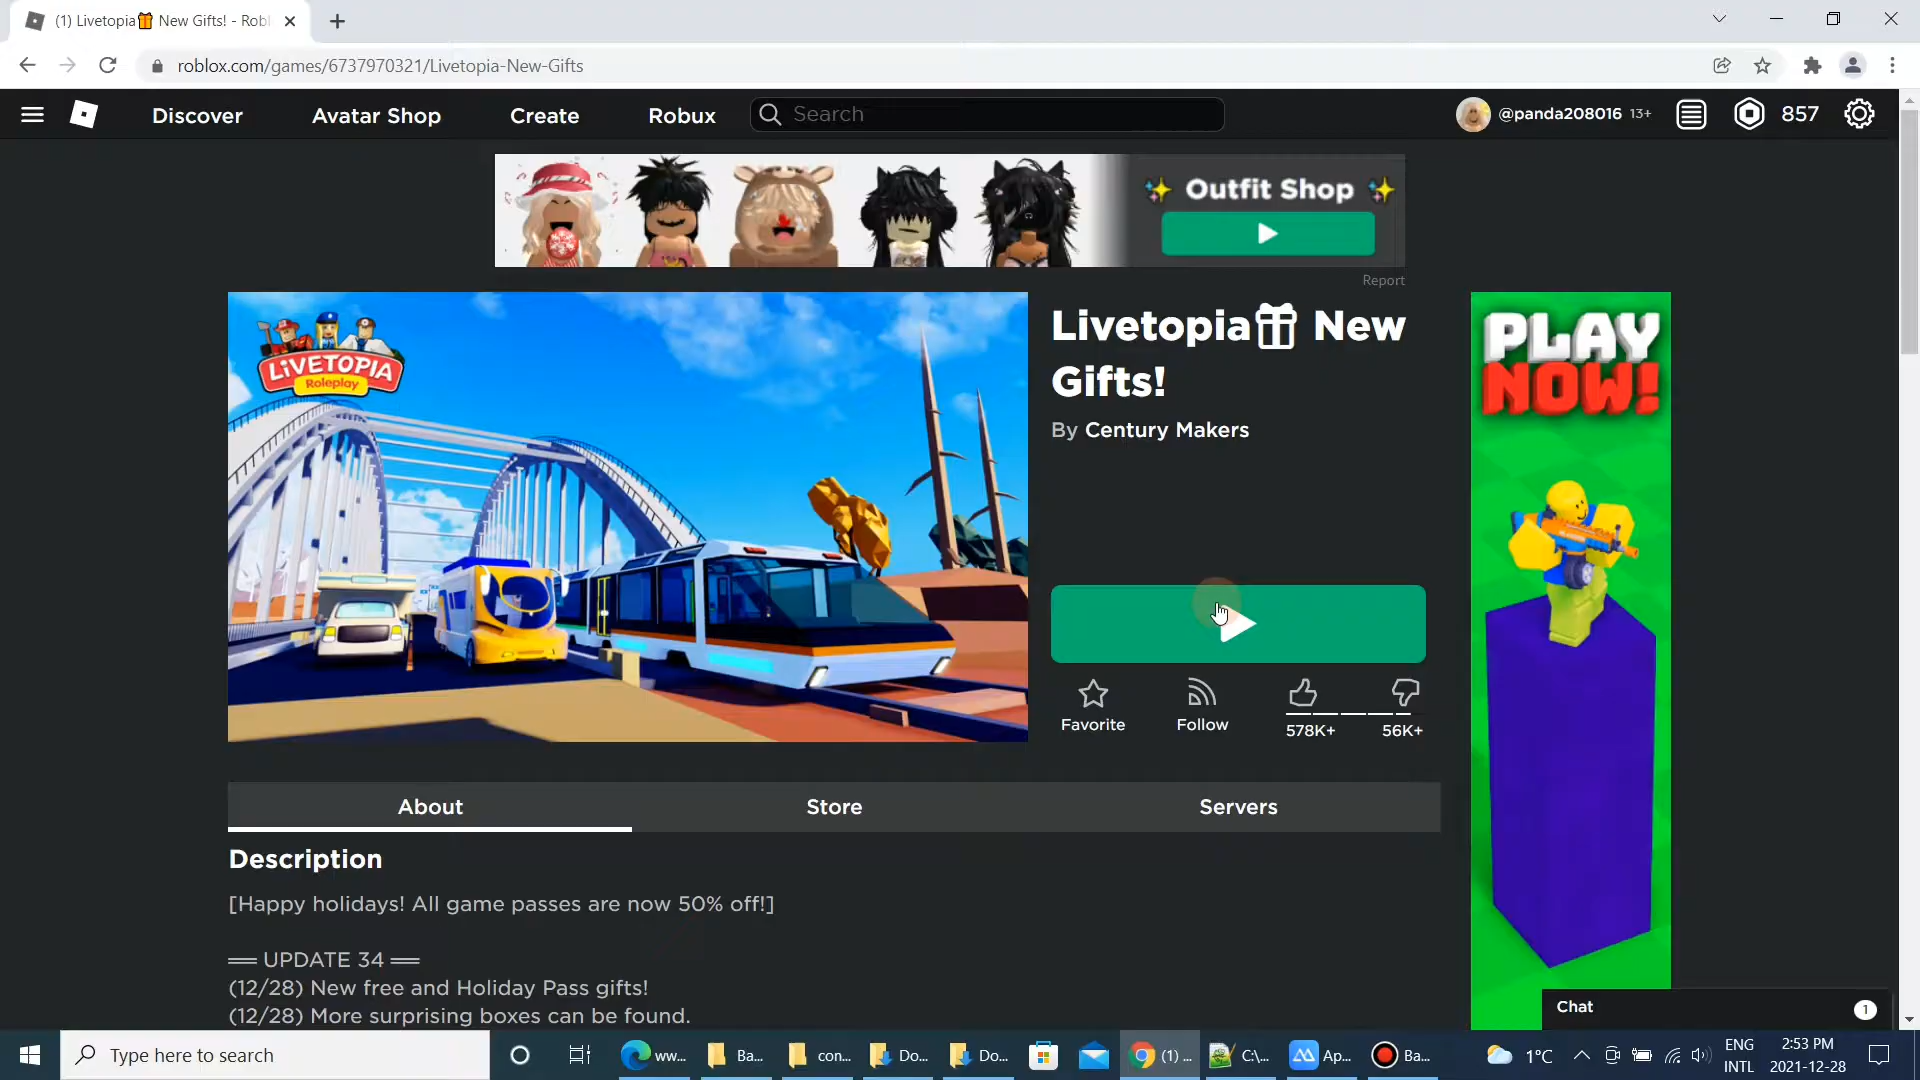 (1) Livetopia🎁 New Gifts! - Robl
roblox.com/games/6737970321/Livetopia-New-Gifts
Discover
Avatar Shop
Create
Robux
Search
@panda208016 13+
857
✨ Outfit Shop ✨
Report
LiVETOPiA
Roleplay
Livetopia🎁 New
Gifts!
By Century Makers
PLAY
NOW!
Favorite
Follow
578K+
56K+
About
Store
Servers
Description
[Happy holidays! All game passes are now 50% off!]
══ UPDATE 34 ══
(12/28) New free and Holiday Pass gifts!
(12/28) More surprising boxes can be found.
Chat
1
Type here to search
ww...
Ba...
con...
Do...
Do...
(1) ...
C:\...
Ap...
Ba...
1°C
ENG
INTL
2:53 PM
2021-12-28